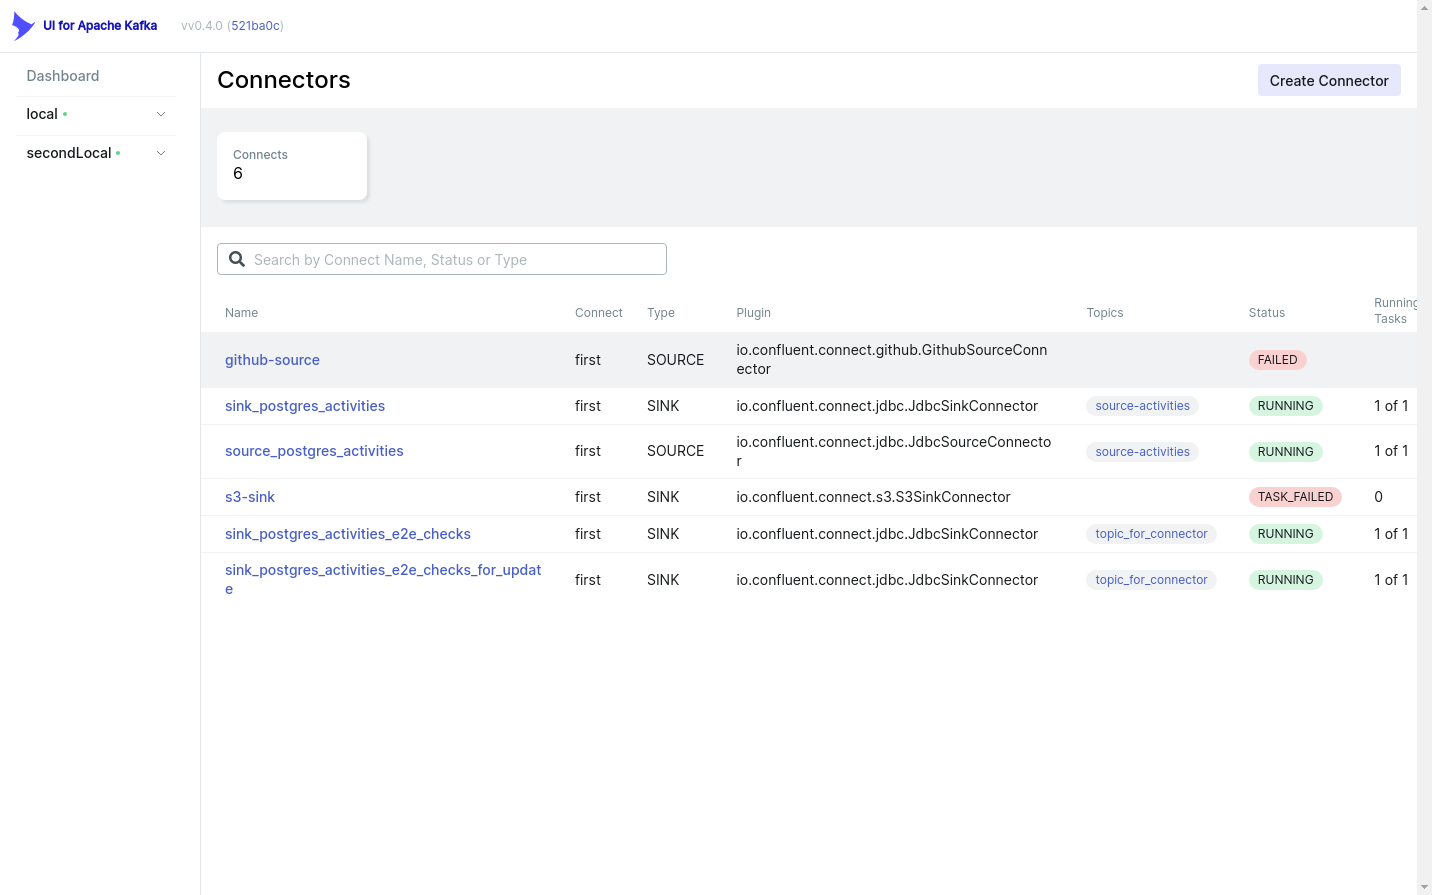 UI for Apache Kafka vv0.4.0 (521ba0c)
Dashboard
local
secondLocal
Connectors
Create Connector
Connects
6
Search by Connect Name, Status or Type
Name Connect Type Plugin Topics Status Running
Tasks
github-source first SOURCE io.confluent.connect.github.GithubSourceConn
ector FAILED
sink_postgres_activities first SINK io.confluent.connect.jdbc.JdbcSinkConnector source-activities RUNNING 1 of 1
source_postgres_activities first SOURCE io.confluent.connect.jdbc.JdbcSourceConnecto
r source-activities RUNNING 1 of 1
s3-sink first SINK io.confluent.connect.s3.S3SinkConnector TASK_FAILED 0
sink_postgres_activities_e2e_checks first SINK io.confluent.connect.jdbc.JdbcSinkConnector topic_for_connector RUNNING 1 of 1
sink_postgres_activities_e2e_checks_for_updat
e first SINK io.confluent.connect.jdbc.JdbcSinkConnector topic_for_connector RUNNING 1 of 1